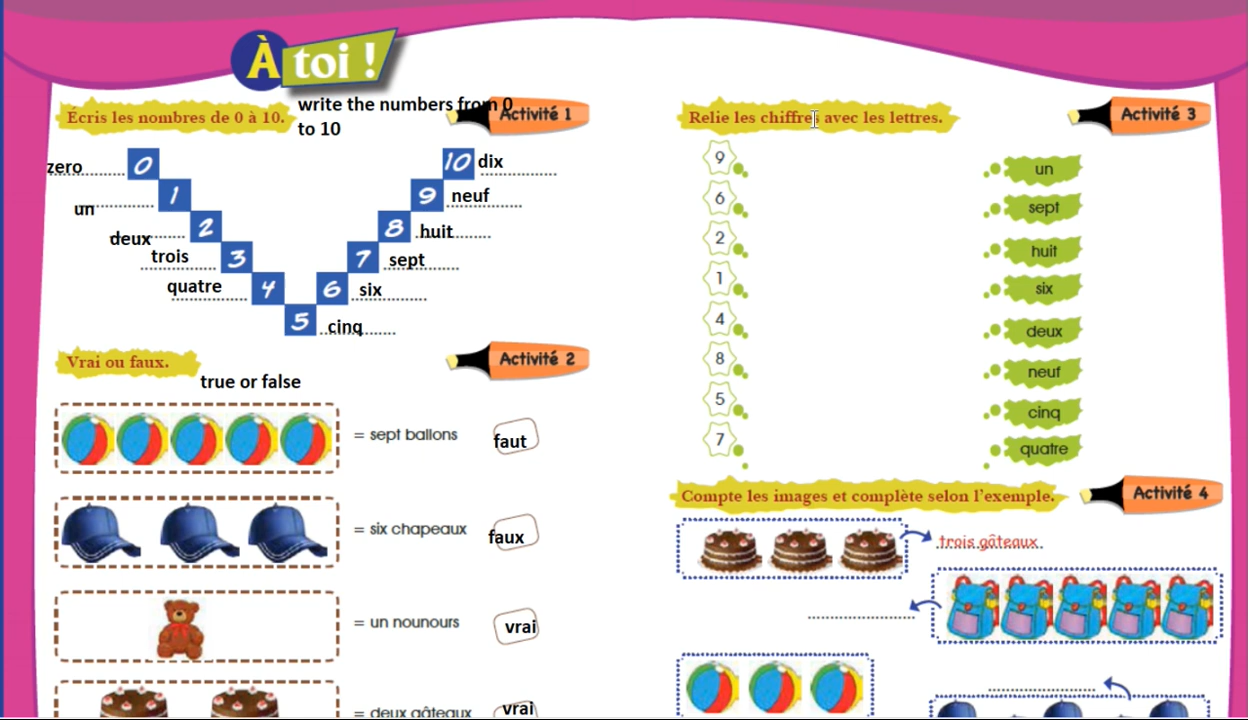 À toi !
Écris les nombres de 0 à 10.
write the numbers from 0
to 10
Activité 1
zero 0
10 dix
un 1
9 neuf
deux 2
8 huit
trois 3
7 sept
quatre 4
6 six
5 cinq
Vrai ou faux.
true or false
Activité 2
= sept ballons faut
= six chapeaux faux
= un nounours vrai
= deux gâteaux vrai
Relie les chiffres avec les lettres.
Activité 3
9 un
6 sept
2 huit
1 six
4 deux
8 neuf
5 cinq
7 quatre
Compte les images et complète selon l'exemple.
Activité 4
trois gâteaux